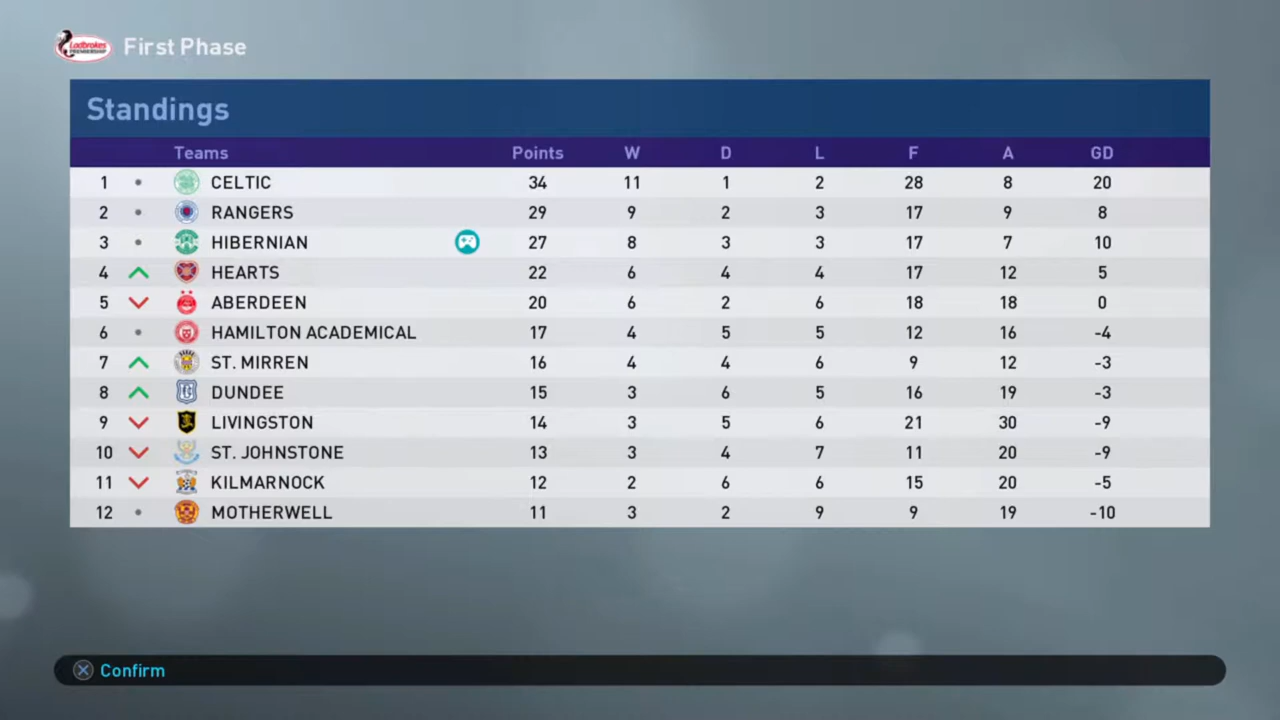 Ladbrokes
PREMIERSHIP
First Phase
Standings
Teams Points W D L F A GD
1 CELTIC 34 11 1 2 28 8 20
2 RANGERS 29 9 2 3 17 9 8
3 HIBERNIAN 27 8 3 3 17 7 10
4 HEARTS 22 6 4 4 17 12 5
5 ABERDEEN 20 6 2 6 18 18 0
6 HAMILTON ACADEMICAL 17 4 5 5 12 16 -4
7 ST. MIRREN 16 4 4 6 9 12 -3
8 DUNDEE 15 3 6 5 16 19 -3
9 LIVINGSTON 14 3 5 6 21 30 -9
10 ST. JOHNSTONE 13 3 4 7 11 20 -9
11 KILMARNOCK 12 2 6 6 15 20 -5
12 MOTHERWELL 11 3 2 9 9 19 -10
Confirm